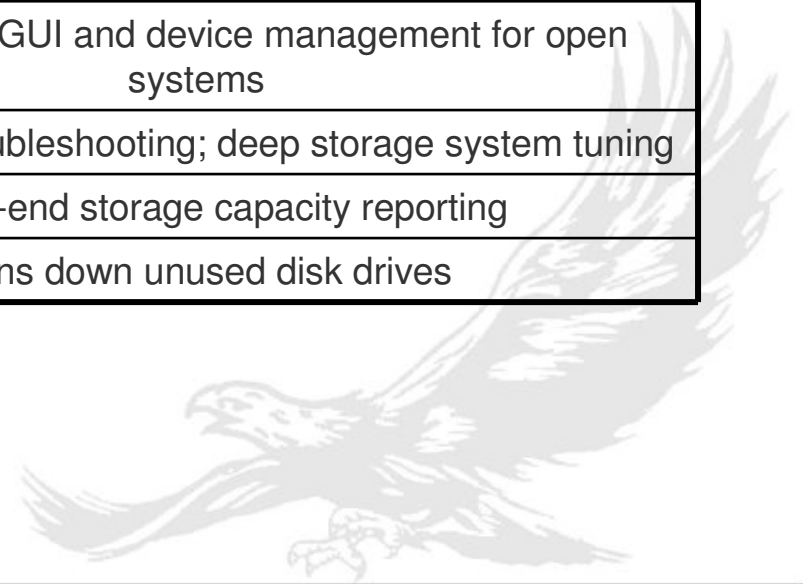 GUI and device management for open
systems
ubleshooting; deep storage system tuning
-end storage capacity reporting
ns down unused disk drives